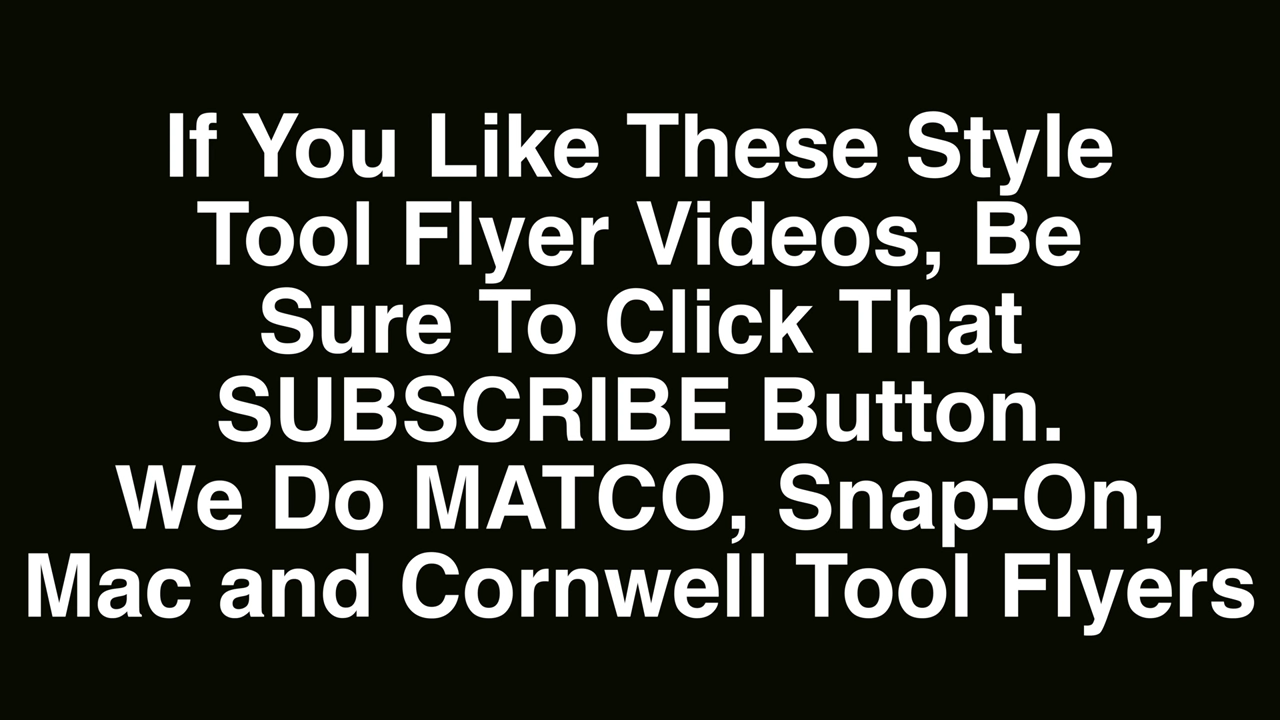 If You Like These Style
Tool Flyer Videos, Be
Sure To Click That
SUBSCRIBE Button.
We Do MATCO, Snap-On,
Mac and Cornwell Tool Flyers